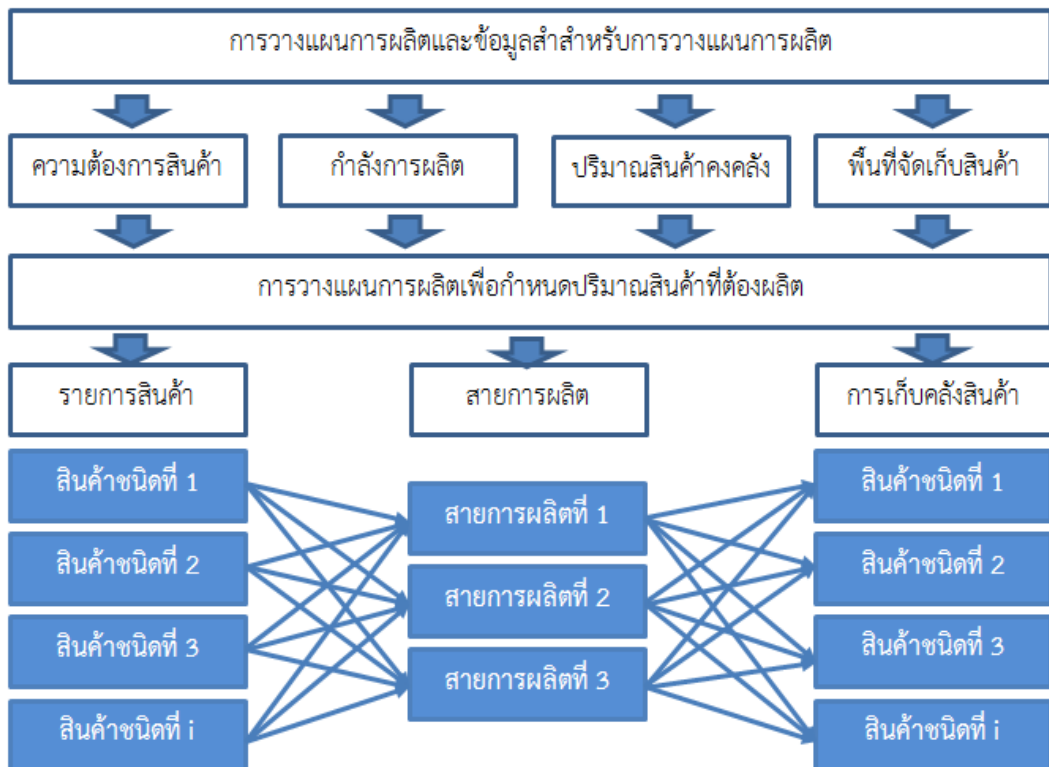 การวางแผนการผลิตและข้อมูลสำสำหรับการวางแผนการผลิต
ความต้องการสินค้า
กำลังการผลิต
ปริมาณสินค้าคงคลัง
พื้นที่จัดเก็บสินค้า
การวางแผนการผลิตเพื่อกำหนดปริมาณสินค้าที่ต้องผลิต
รายการสินค้า
สายการผลิต
การเก็บคลังสินค้า
สินค้าชนิดที่ 1
สินค้าชนิดที่ 2
สินค้าชนิดที่ 3
สินค้าชนิดที่ i
สายการผลิตที่ 1
สายการผลิตที่ 2
สายการผลิตที่ 3
สินค้าชนิดที่ 1
สินค้าชนิดที่ 2
สินค้าชนิดที่ 3
สินค้าชนิดที่ i